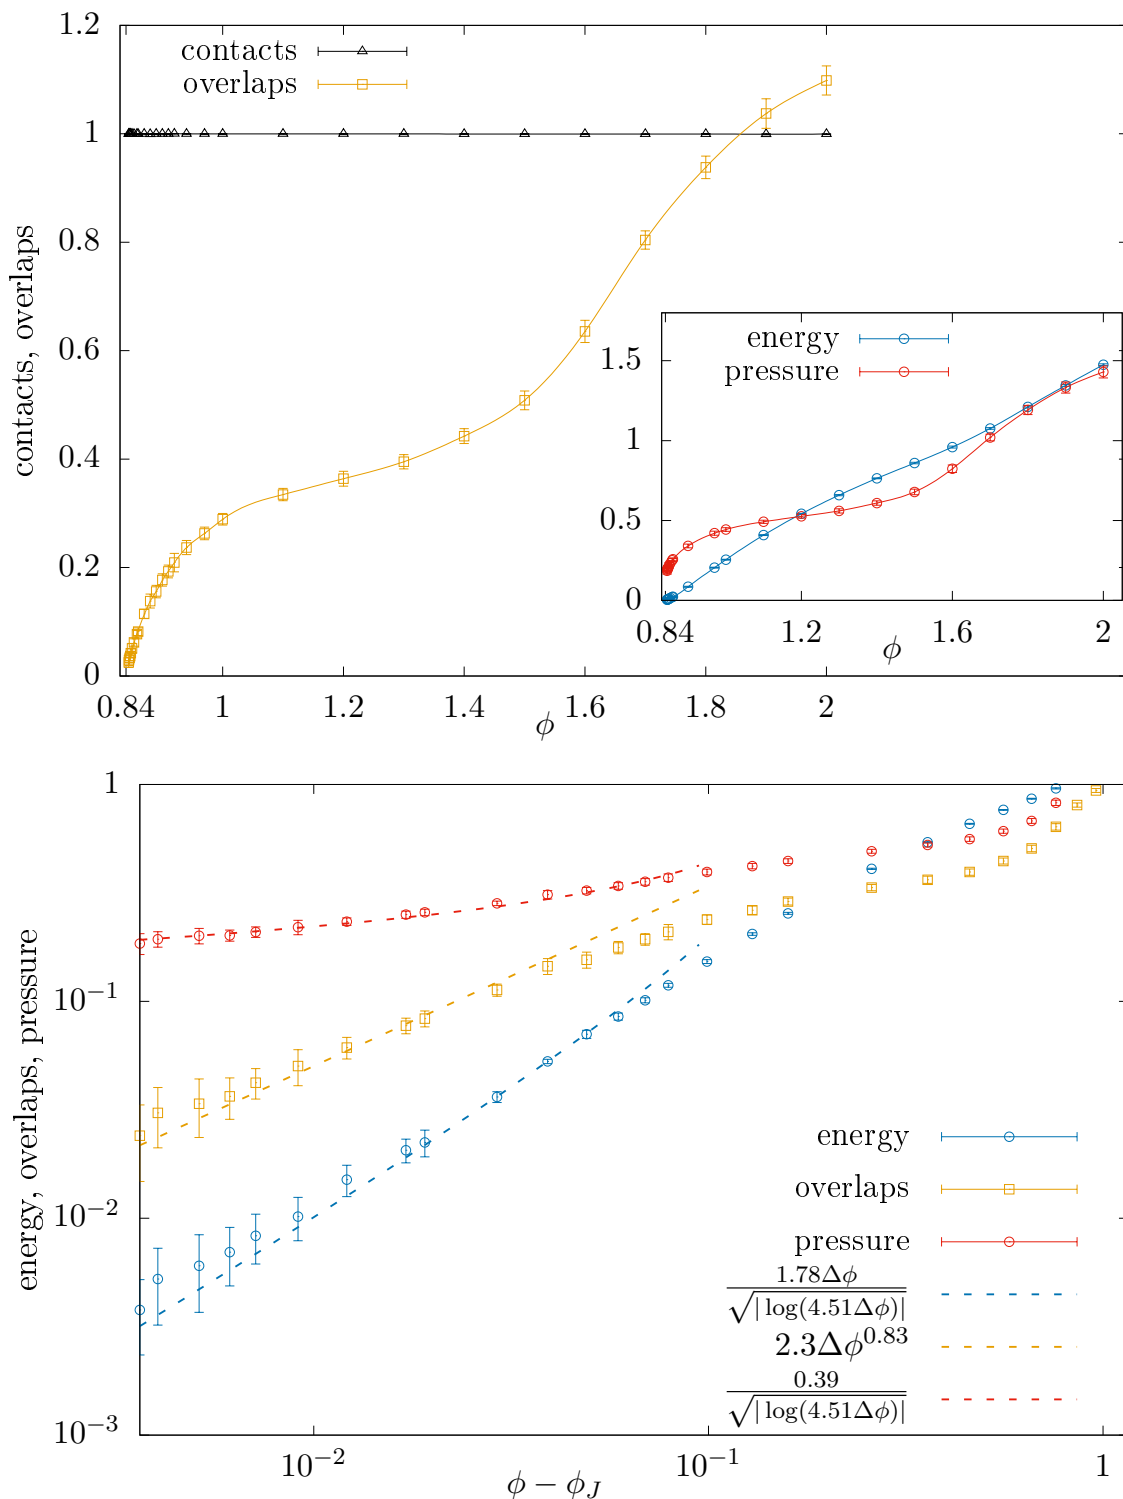 1.2
contacts
overlaps
1
0.8
0.6
0.4
0.2
0
contacts, overlaps
0.84 1 1.2 1.4 1.6 1.8 2
ϕ
energy
pressure
1.5
1
0.5
0
0.84 1.2 1.6 2
ϕ
1
10⁻¹
10⁻²
10⁻³
energy, overlaps, pressure
energy
overlaps
pressure
1.78Δϕ / √|log(4.51Δϕ)|
2.3Δϕ^0.83
0.39 / √|log(4.51Δϕ)|
10⁻² 10⁻¹ 1
ϕ − ϕ_J